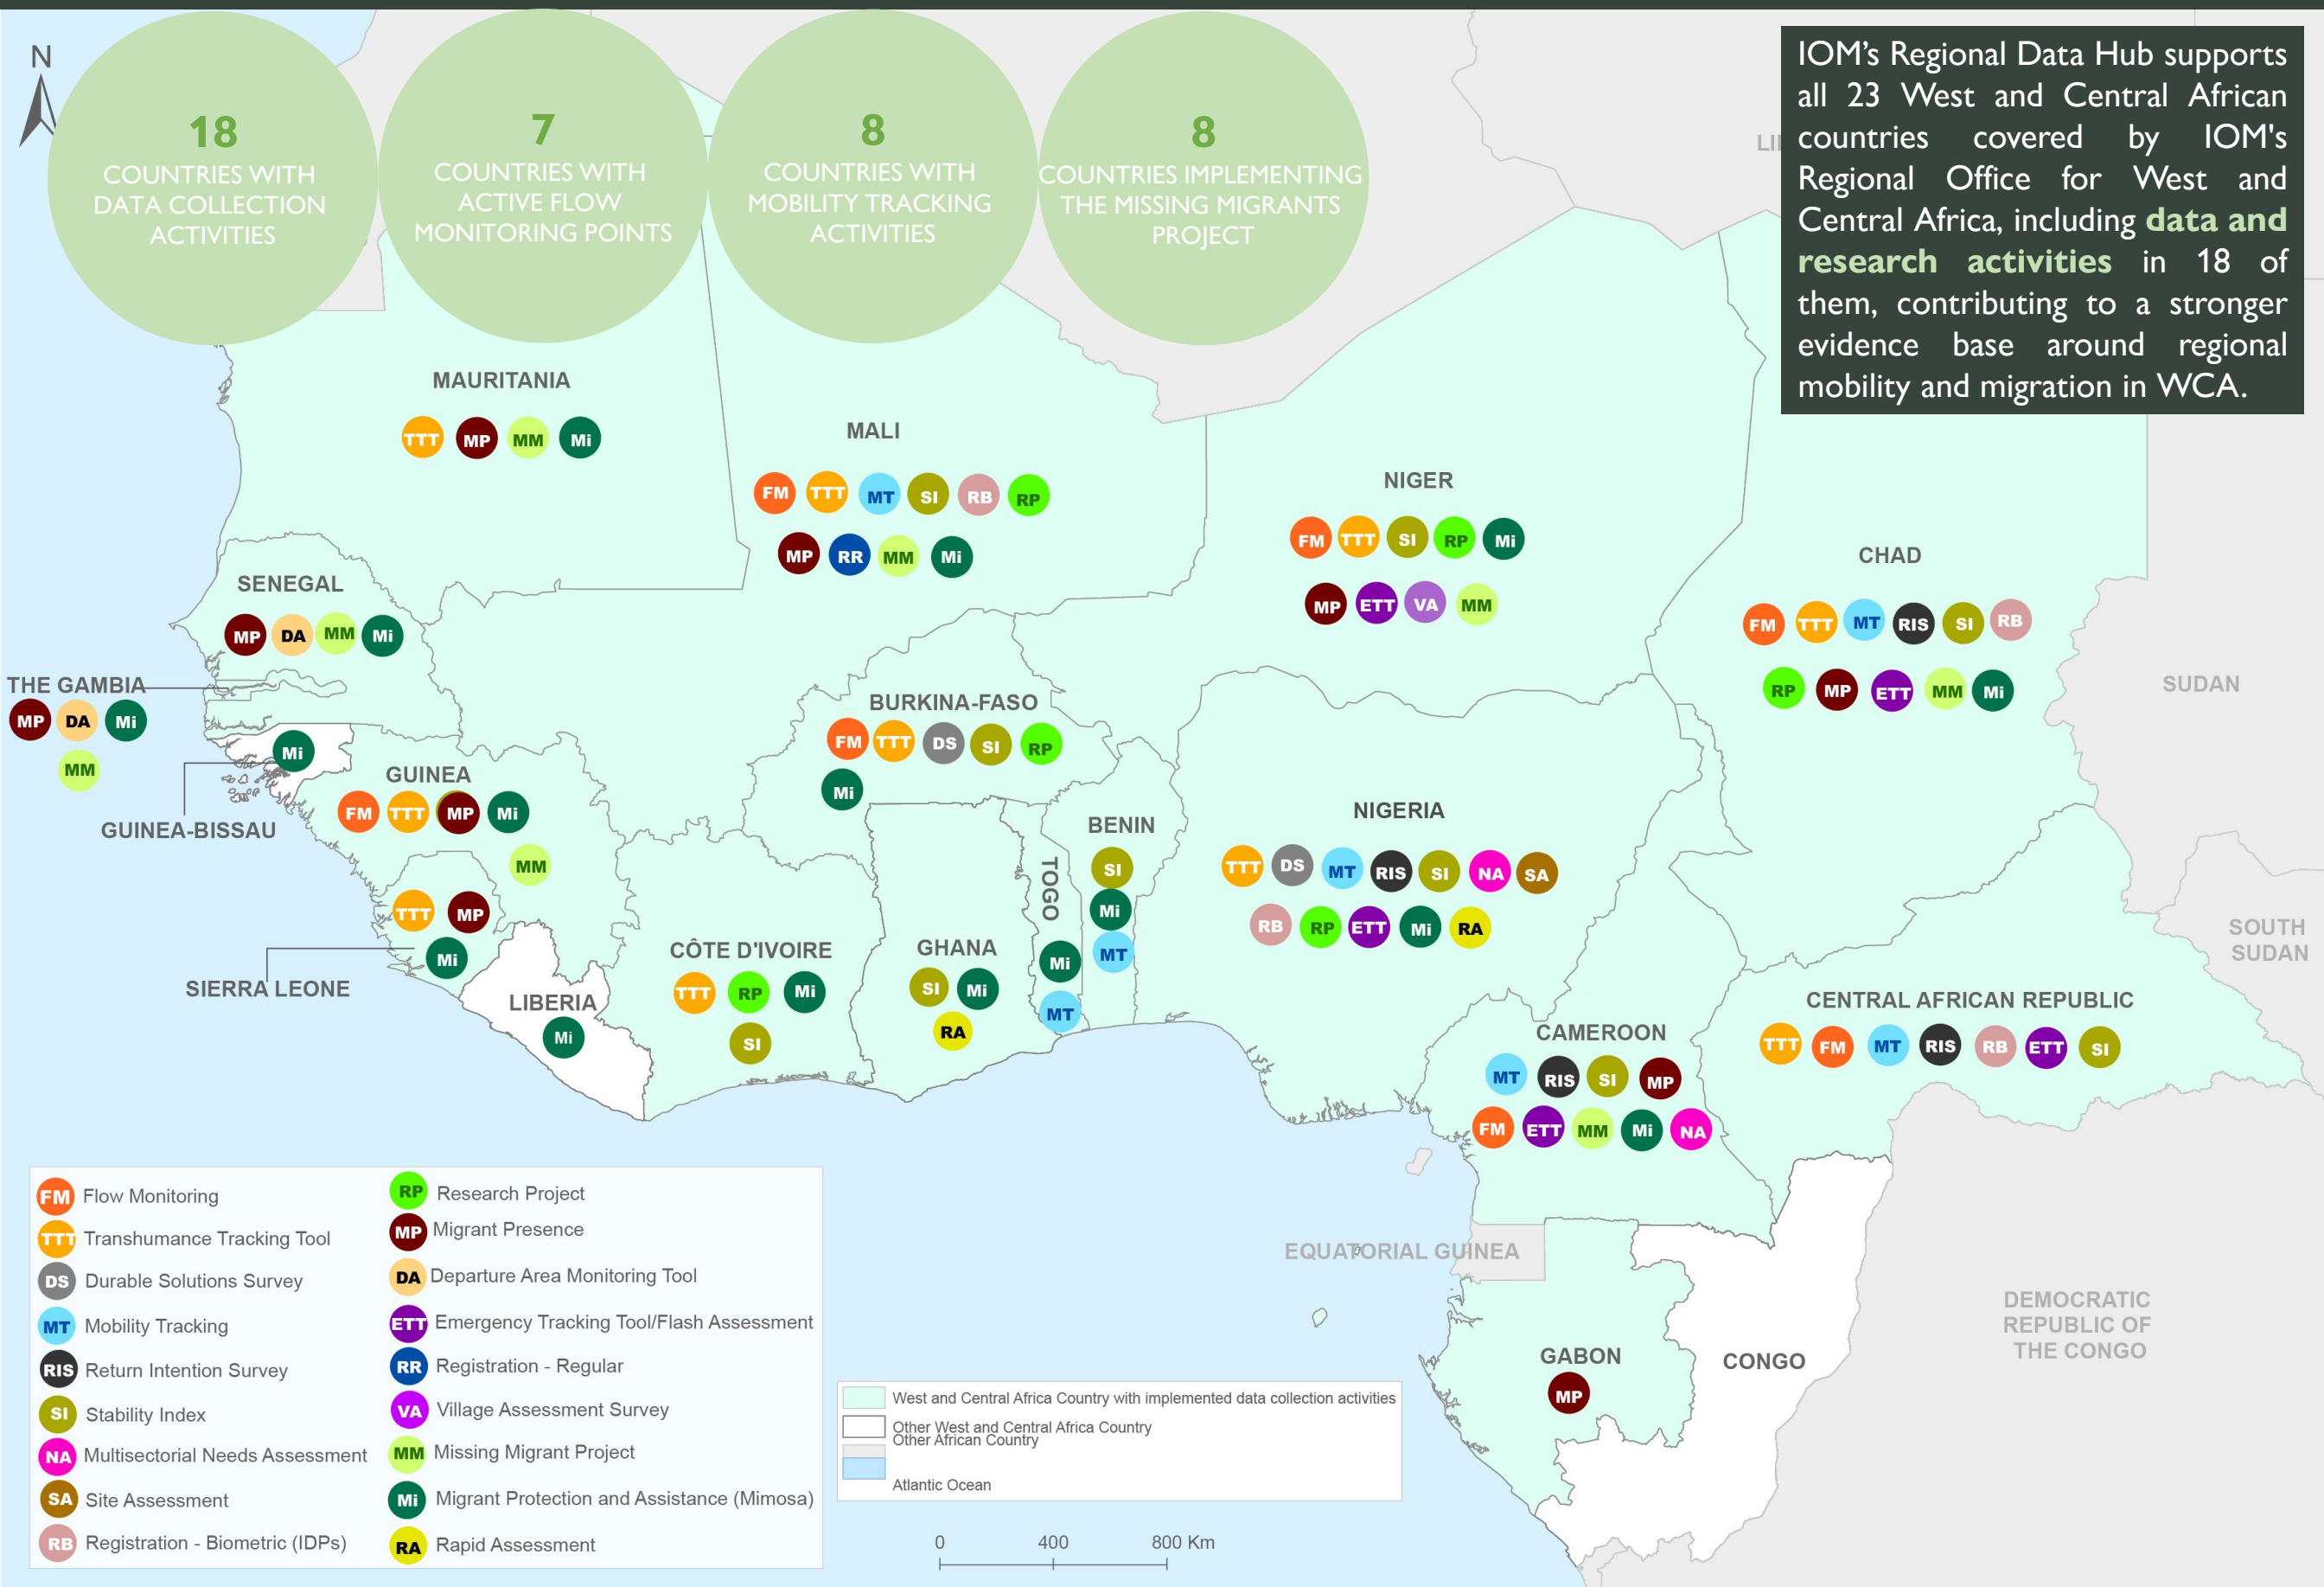 N
18
COUNTRIES WITH
DATA COLLECTION
ACTIVITIES
7
COUNTRIES WITH
ACTIVE FLOW
MONITORING POINTS
8
COUNTRIES WITH
MOBILITY TRACKING
ACTIVITIES
8
COUNTRIES IMPLEMENTING
THE MISSING MIGRANTS
PROJECT
IOM's Regional Data Hub supports
all 23 West and Central African
countries covered by IOM's
Regional Office for West and
Central Africa, including data and
research activities in 18 of
them, contributing to a stronger
evidence base around regional
mobility and migration in WCA.
LI
MAURITANIA
TTT MP MM Mi
MALI
FM TTT MT SI RB RP
MP RR MM Mi
NIGER
FM TTT SI RP Mi
MP ETT VA MM
CHAD
FM TTT MT RIS SI RB
RP MP ETT MM Mi
SUDAN
SENEGAL
MP DA MM Mi
THE GAMBIA
MP DA Mi
MM
Mi
GUINEA-BISSAU
GUINEA
FM TTT MP Mi
MM
TTT MP
Mi
SIERRA LEONE
LIBERIA
Mi
BURKINA-FASO
FM TTT DS SI RP
Mi
CÔTE D'IVOIRE
TTT RP Mi
SI
GHANA
SI Mi
RA
TOGO
Mi
MT
BENIN
SI
Mi
MT
NIGERIA
TTT DS MT RIS SI NA SA
RB RP ETT Mi RA
SOUTH
SUDAN
CENTRAL AFRICAN REPUBLIC
TTT FM MT RIS RB ETT SI
CAMEROON
MT RIS SI MP
FM ETT MM Mi NA
EQUATORIAL GUINEA
GABON
MP
CONGO
DEMOCRATIC
REPUBLIC OF
THE CONGO
FM Flow Monitoring
TTT Transhumance Tracking Tool
DS Durable Solutions Survey
MT Mobility Tracking
RIS Return Intention Survey
SI Stability Index
NA Multisectorial Needs Assessment
SA Site Assessment
RB Registration - Biometric (IDPs)
RP Research Project
MP Migrant Presence
DA Departure Area Monitoring Tool
ETT Emergency Tracking Tool/Flash Assessment
RR Registration - Regular
VA Village Assessment Survey
MM Missing Migrant Project
Mi Migrant Protection and Assistance (Mimosa)
RA Rapid Assessment
West and Central Africa Country with implemented data collection activities
Other West and Central Africa Country
Other African Country
Atlantic Ocean
0 400 800 Km